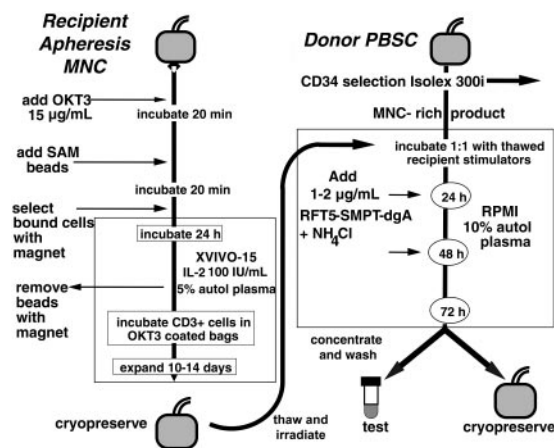 Recipient
Apheresis
MNC
add OKT3
15 µg/mL
incubate 20 min
add SAM
beads
incubate 20 min
select
bound cells
with
magnet
incubate 24 h
XVIVO-15
IL-2 100 IU/mL
5% autol plasma
remove
beads with
magnet
incubate CD3+ cells in
OKT3 coated bags
expand 10-14 days
cryopreserve
thaw and
irradiate
Donor PBSC
CD34 selection Isolex 300i
MNC- rich product
incubate 1:1 with thawed
recipient stimulators
Add
1-2 µg/mL
RFT5-SMPT-dgA
+ NH4Cl
24 h
RPMI
10% autol
plasma
48 h
72 h
concentrate
and wash
test
cryopreserve